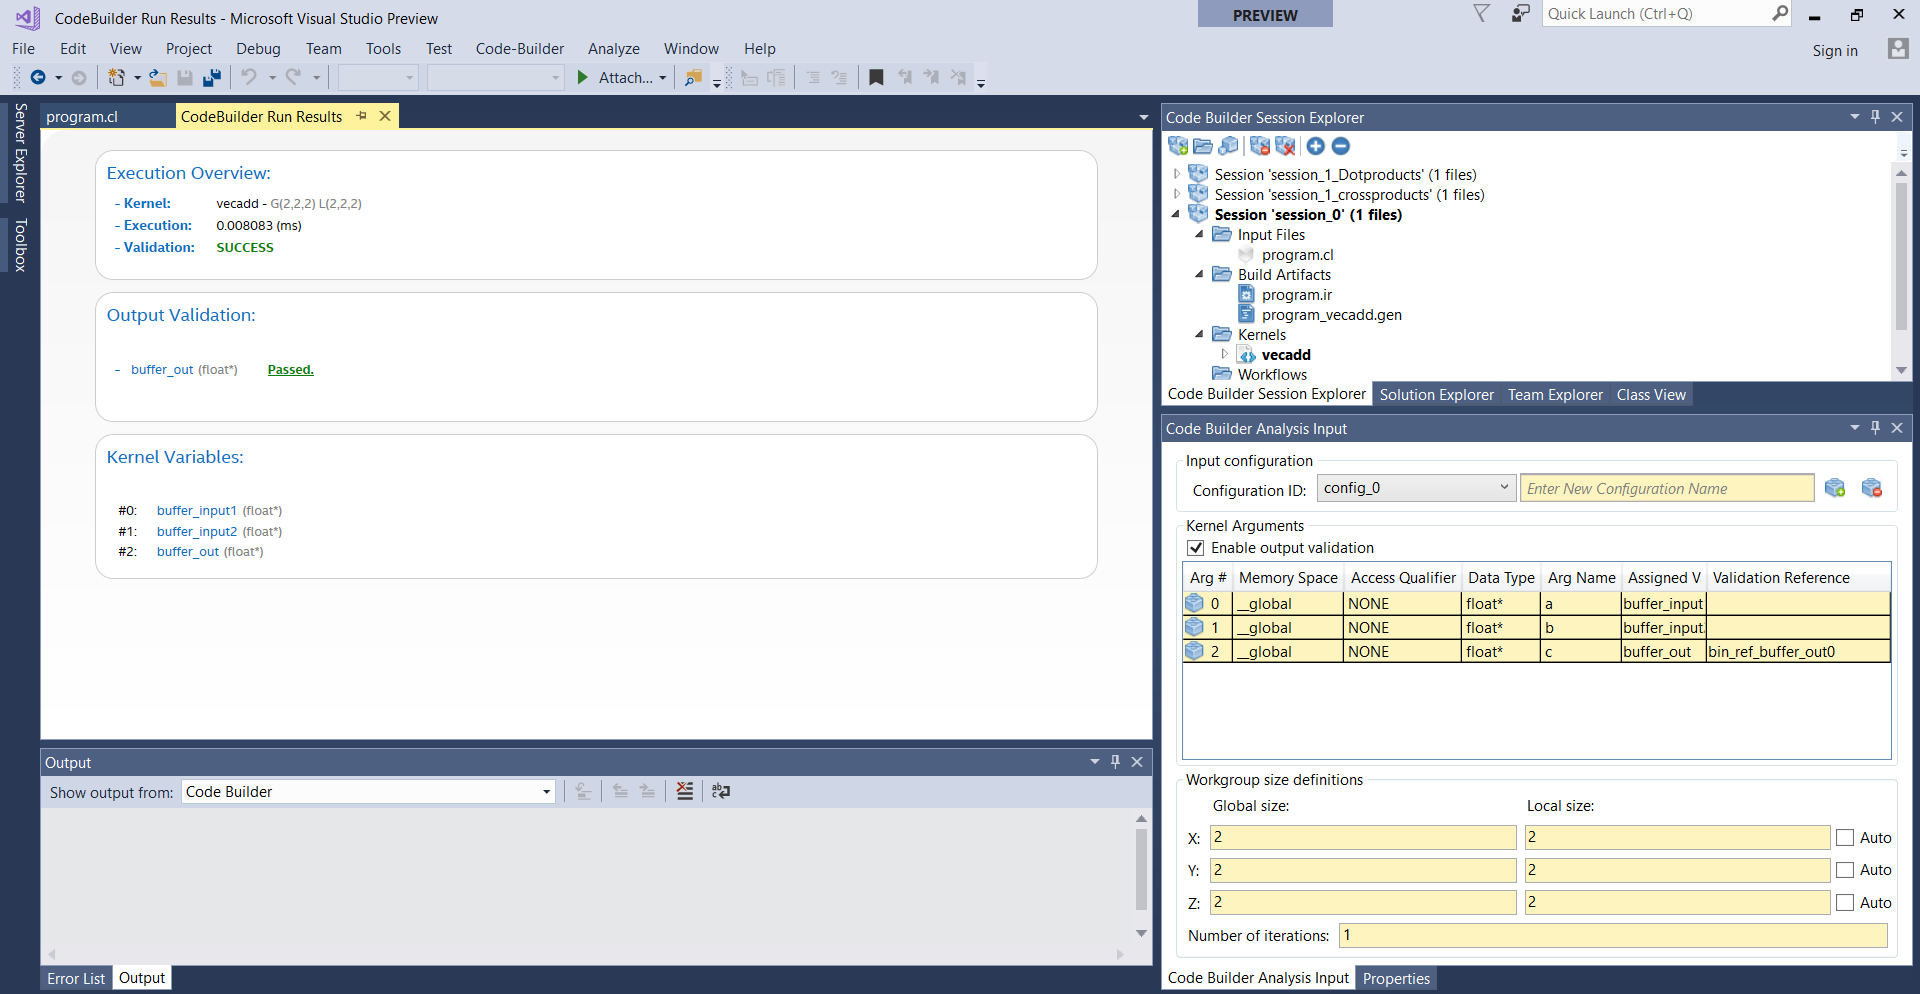 CodeBuilder Run Results - Microsoft Visual Studio Preview
PREVIEW
Quick Launch (Ctrl+Q)
File Edit View Project Debug Team Tools Test Code-Builder Analyze Window Help
Sign in
Attach...
Server Explorer
Toolbox
program.cl
CodeBuilder Run Results
Execution Overview:
- Kernel: vecadd - G(2,2,2) L(2,2,2)
- Execution: 0.008083 (ms)
- Validation: SUCCESS
Output Validation:
- buffer_out (float*) Passed.
Kernel Variables:
#0: buffer_input1 (float*)
#1: buffer_input2 (float*)
#2: buffer_out (float*)
Output
Show output from: Code Builder
Error List Output
Code Builder Session Explorer
Session 'session_1_Dotproducts' (1 files)
Session 'session_1_crossproducts' (1 files)
Session 'session_0' (1 files)
Input Files
program.cl
Build Artifacts
program.ir
program_vecadd.gen
Kernels
vecadd
Workflows
Code Builder Session Explorer Solution Explorer Team Explorer Class View
Code Builder Analysis Input
Input configuration
Configuration ID: config_0 Enter New Configuration Name
Kernel Arguments
Enable output validation
Arg # Memory Space Access Qualifier Data Type Arg Name Assigned V Validation Reference
0 __global NONE float* a buffer_input
1 __global NONE float* b buffer_input
2 __global NONE float* c buffer_out bin_ref_buffer_out0
Workgroup size definitions
Global size: Local size:
X: 2 2 Auto
Y: 2 2 Auto
Z: 2 2 Auto
Number of iterations: 1
Code Builder Analysis Input Properties